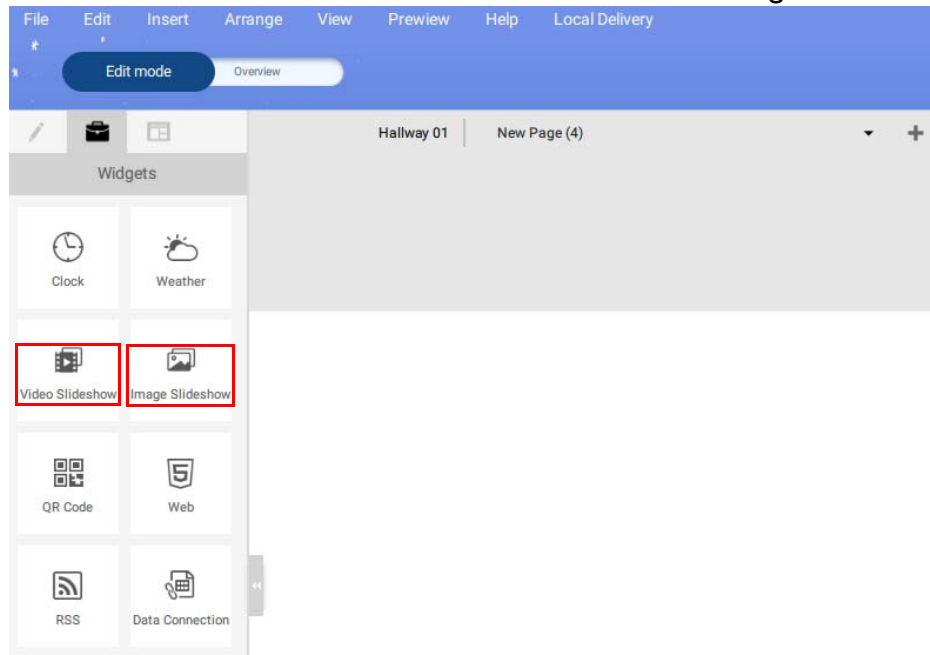 File Edit Insert Arrange View Prewiew Help Local Delivery
Edit mode Overview
Hallway 01 New Page (4)
Widgets
Clock Weather
Video Slideshow Image Slideshow
QR Code Web
RSS Data Connection